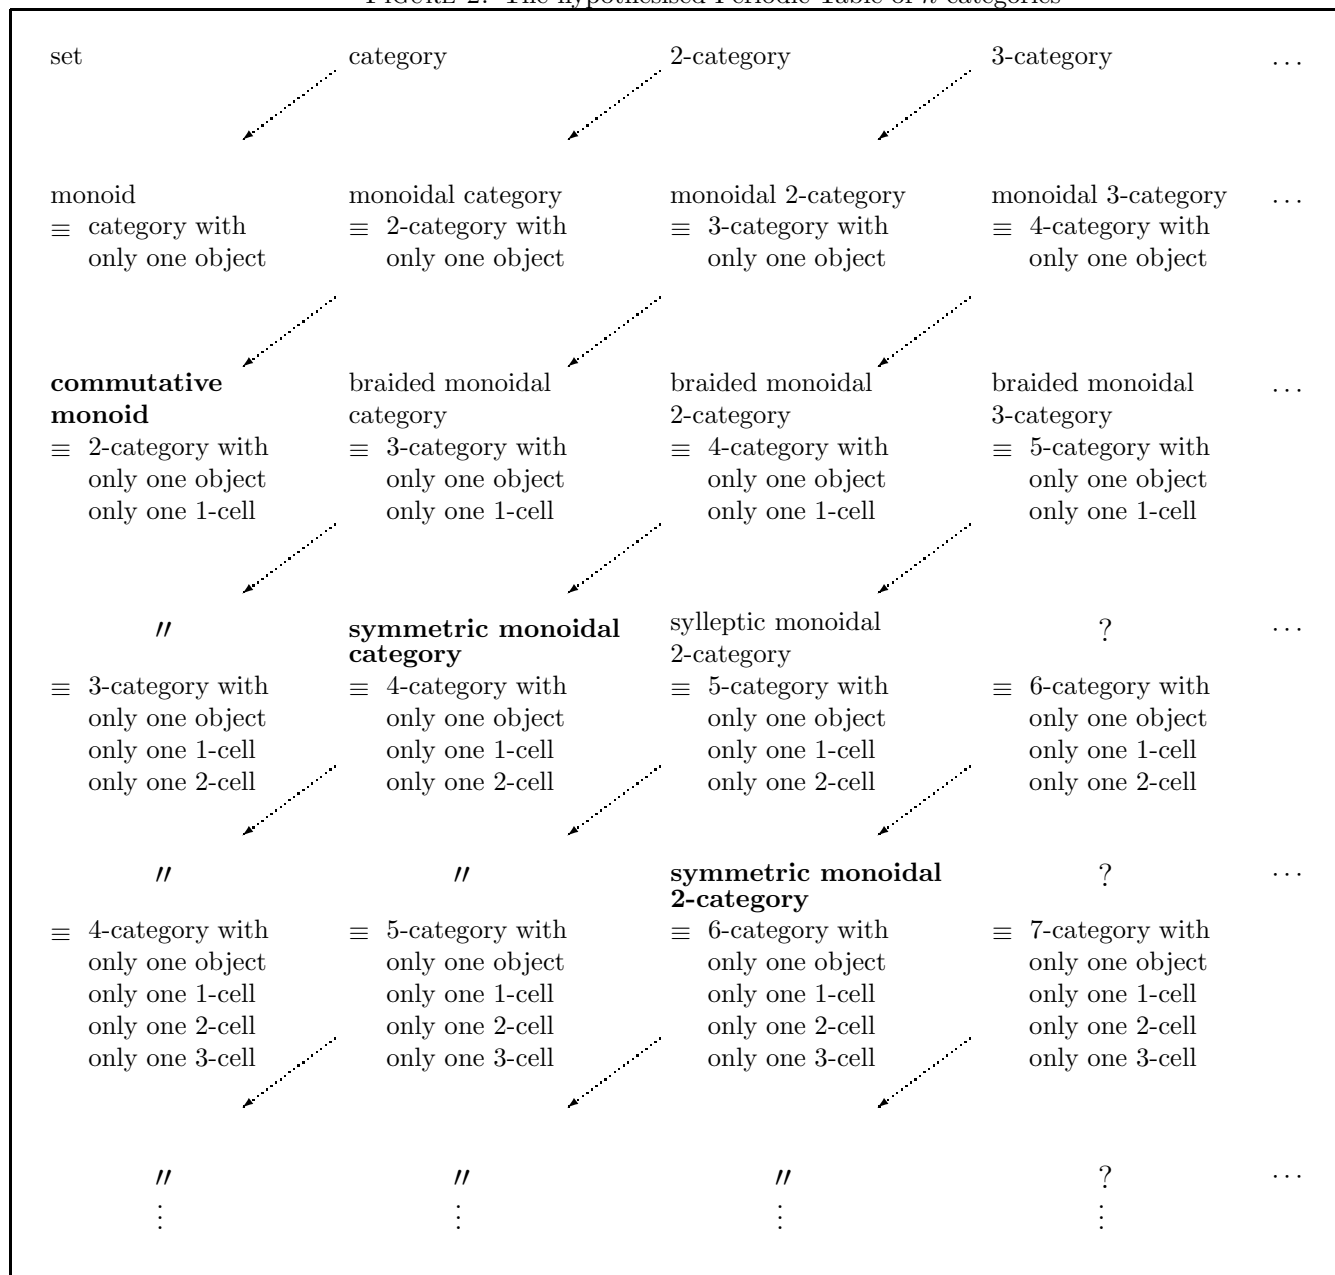 FIGURE 2. The hypothesised Periodic Table of n-categories
set category 2-category 3-category ...
monoid monoidal category monoidal 2-category monoidal 3-category ...
≡ category with ≡ 2-category with ≡ 3-category with ≡ 4-category with
only one object only one object only one object only one object
commutative braided monoidal braided monoidal braided monoidal ...
monoid category 2-category 3-category
≡ 2-category with ≡ 3-category with ≡ 4-category with ≡ 5-category with
only one object only one object only one object only one object
only one 1-cell only one 1-cell only one 1-cell only one 1-cell
″ symmetric monoidal sylleptic monoidal ? ...
category 2-category
≡ 3-category with ≡ 4-category with ≡ 5-category with ≡ 6-category with
only one object only one object only one object only one object
only one 1-cell only one 1-cell only one 1-cell only one 1-cell
only one 2-cell only one 2-cell only one 2-cell only one 2-cell
″ ″ symmetric monoidal ? ...
2-category
≡ 4-category with ≡ 5-category with ≡ 6-category with ≡ 7-category with
only one object only one object only one object only one object
only one 1-cell only one 1-cell only one 1-cell only one 1-cell
only one 2-cell only one 2-cell only one 2-cell only one 2-cell
only one 3-cell only one 3-cell only one 3-cell only one 3-cell
″ ″ ″ ? ...
⋮ ⋮ ⋮ ⋮